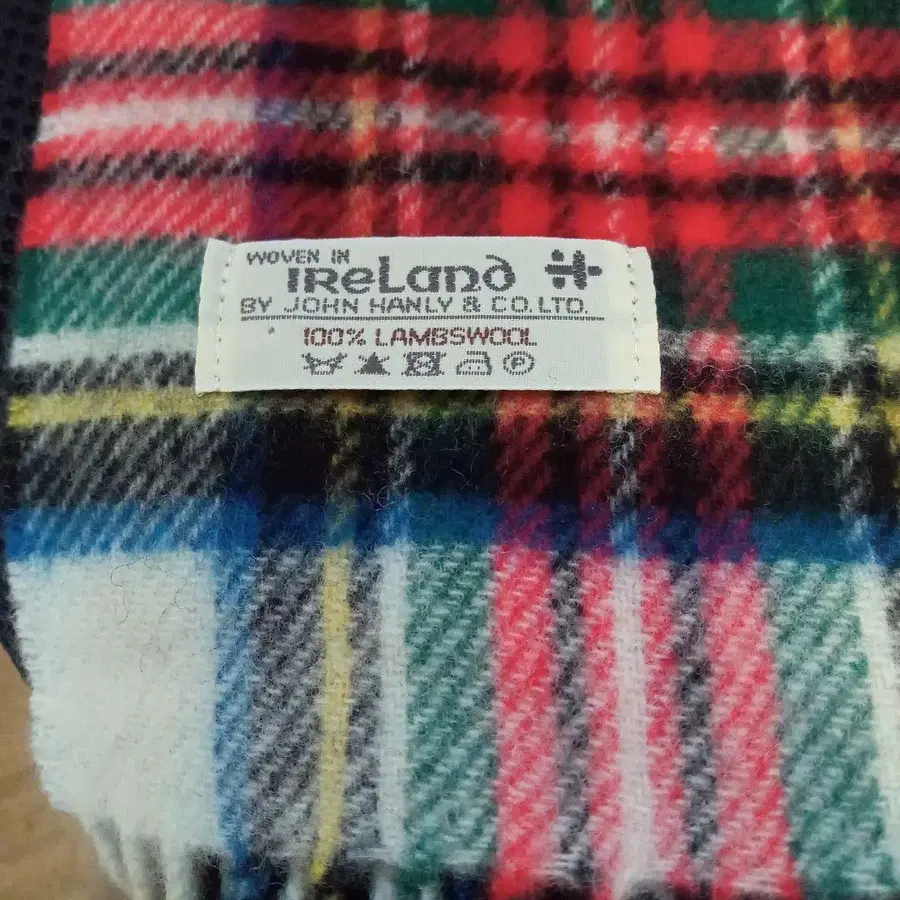 WOVEN IN
IRELAND
BY JOHN HANLY & CO. LTD.
100% LAMBSWOOL
P